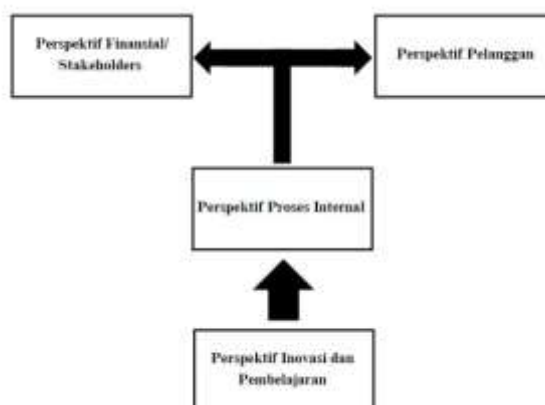 Perspektif Finansial/
Stakeholders
Perspektif Pelanggan
Perspektif Proses Internal
Perspektif Inovasi dan
Pembelajaran